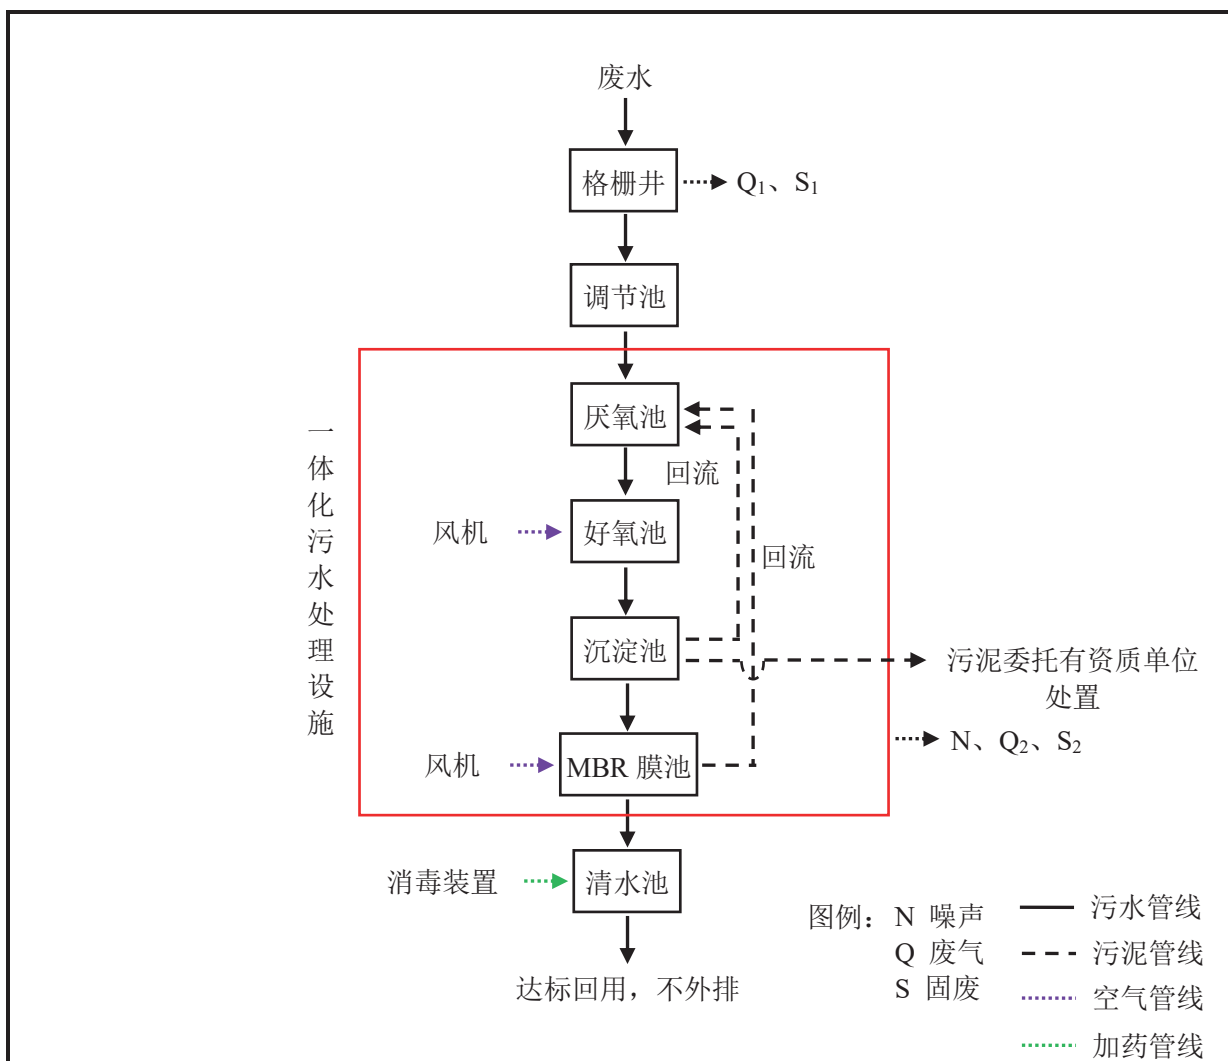 废水
格栅井
Q₁、S₁
调节池
一体化污水处理设施
厌氧池
回流
风机
好氧池
回流
沉淀池
污泥委托有资质单位
处置
N、Q₂、S₂
风机
MBR 膜池
消毒装置
清水池
达标回用，不外排
图例：N 噪声
Q 废气
S 固废
污水管线
污泥管线
空气管线
加药管线